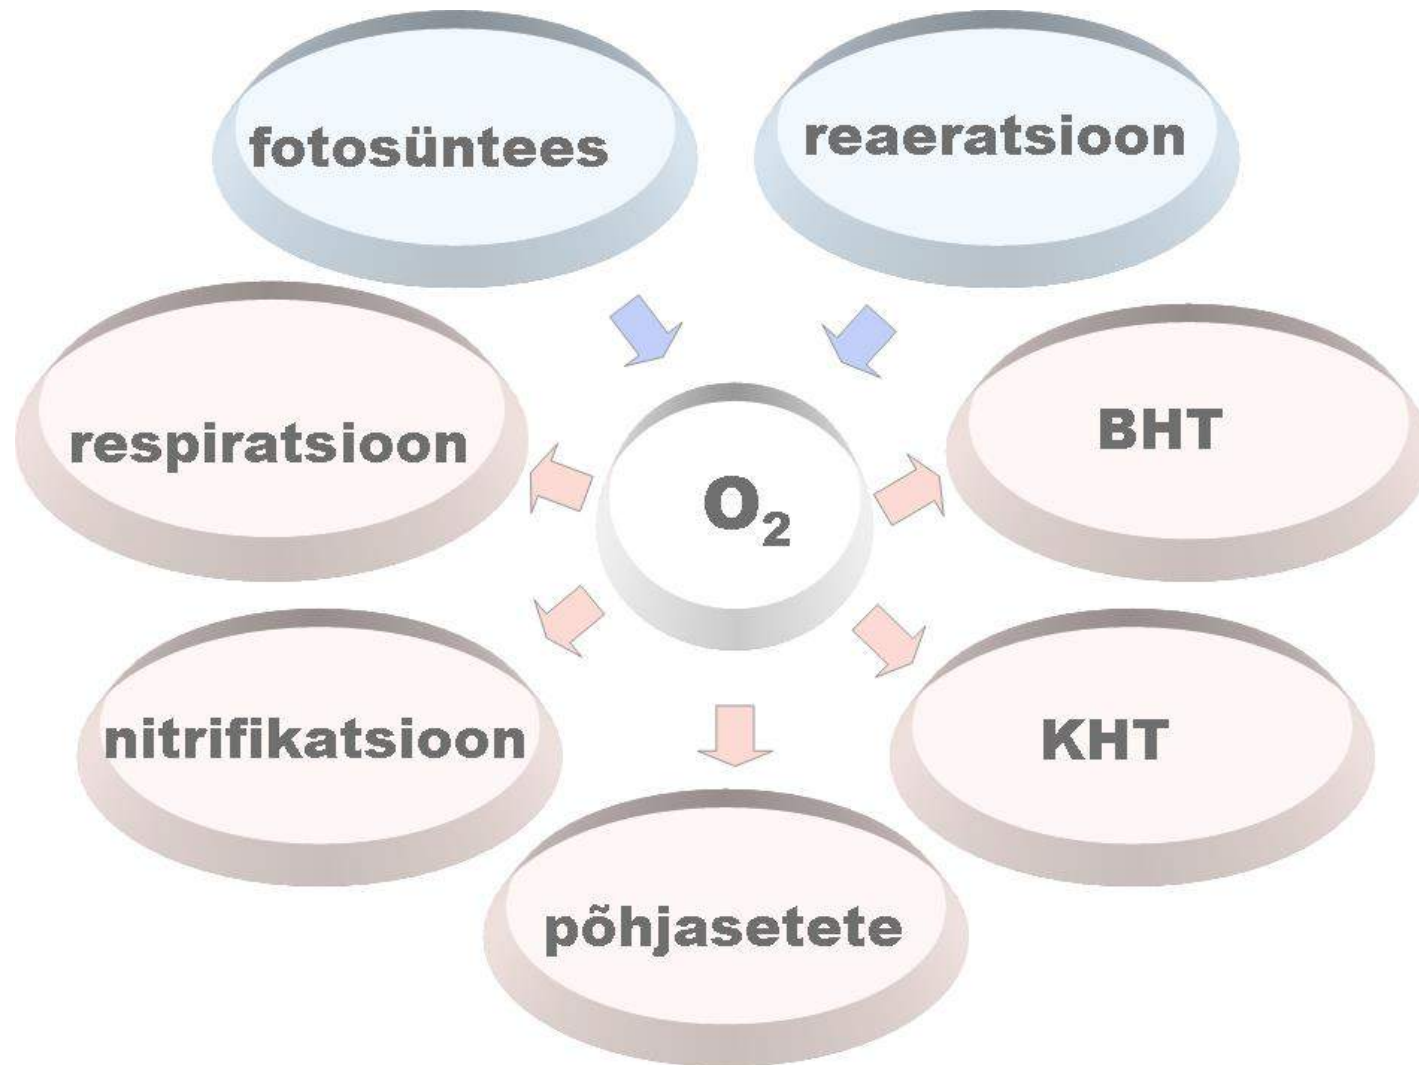 fotosüntees
reaeratsioon
respiratsioon
BHT
O₂
nitrifikatsioon
KHT
põhjasetete